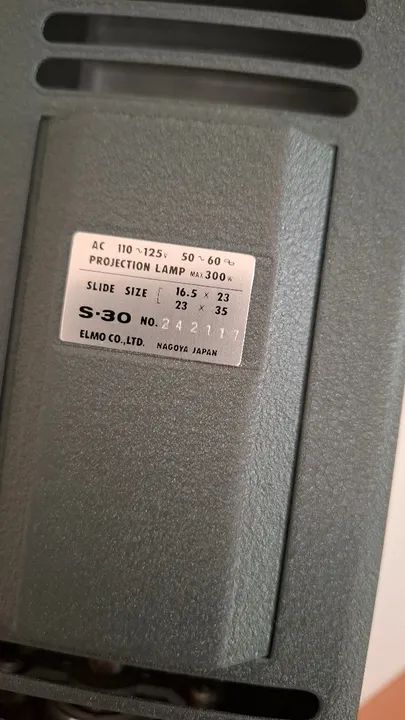 AC 110~125V 50~60∿
PROJECTION LAMP MAX 300W
SLIDE SIZE [ 16.5 × 23
23 × 35
S·30 NO. 242117
ELMO CO.,LTD. NAGOYA JAPAN